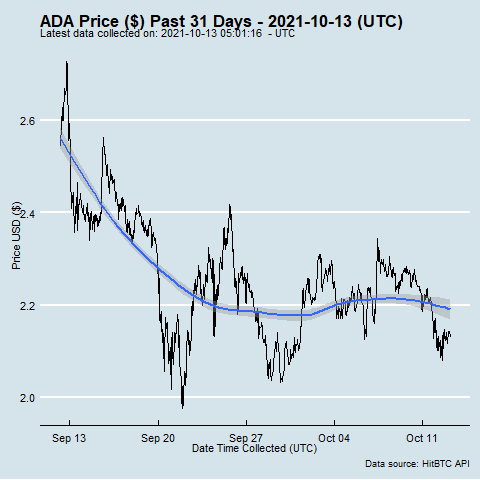 ADA Price ($) Past 31 Days - 2021-10-13 (UTC)
Latest data collected on: 2021-10-13 05:01:16  - UTC
2.6
2.4
2.2
2.0
Price USD ($)
Sep 13
Sep 20
Sep 27
Oct 04
Oct 11
Date Time Collected (UTC)
Data source: HitBTC API